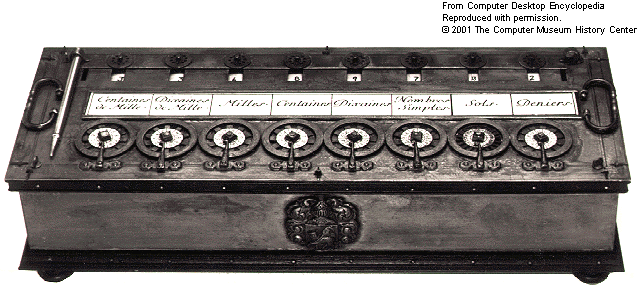 From Computer Desktop Encyclopedia
Reproduced with permission.
© 2001 The Computer Museum History Center
Centaines de Mille
Dixaines de Mille
Milles
Centaines
Dixaines
Nombres Simples
Sols
Deniers